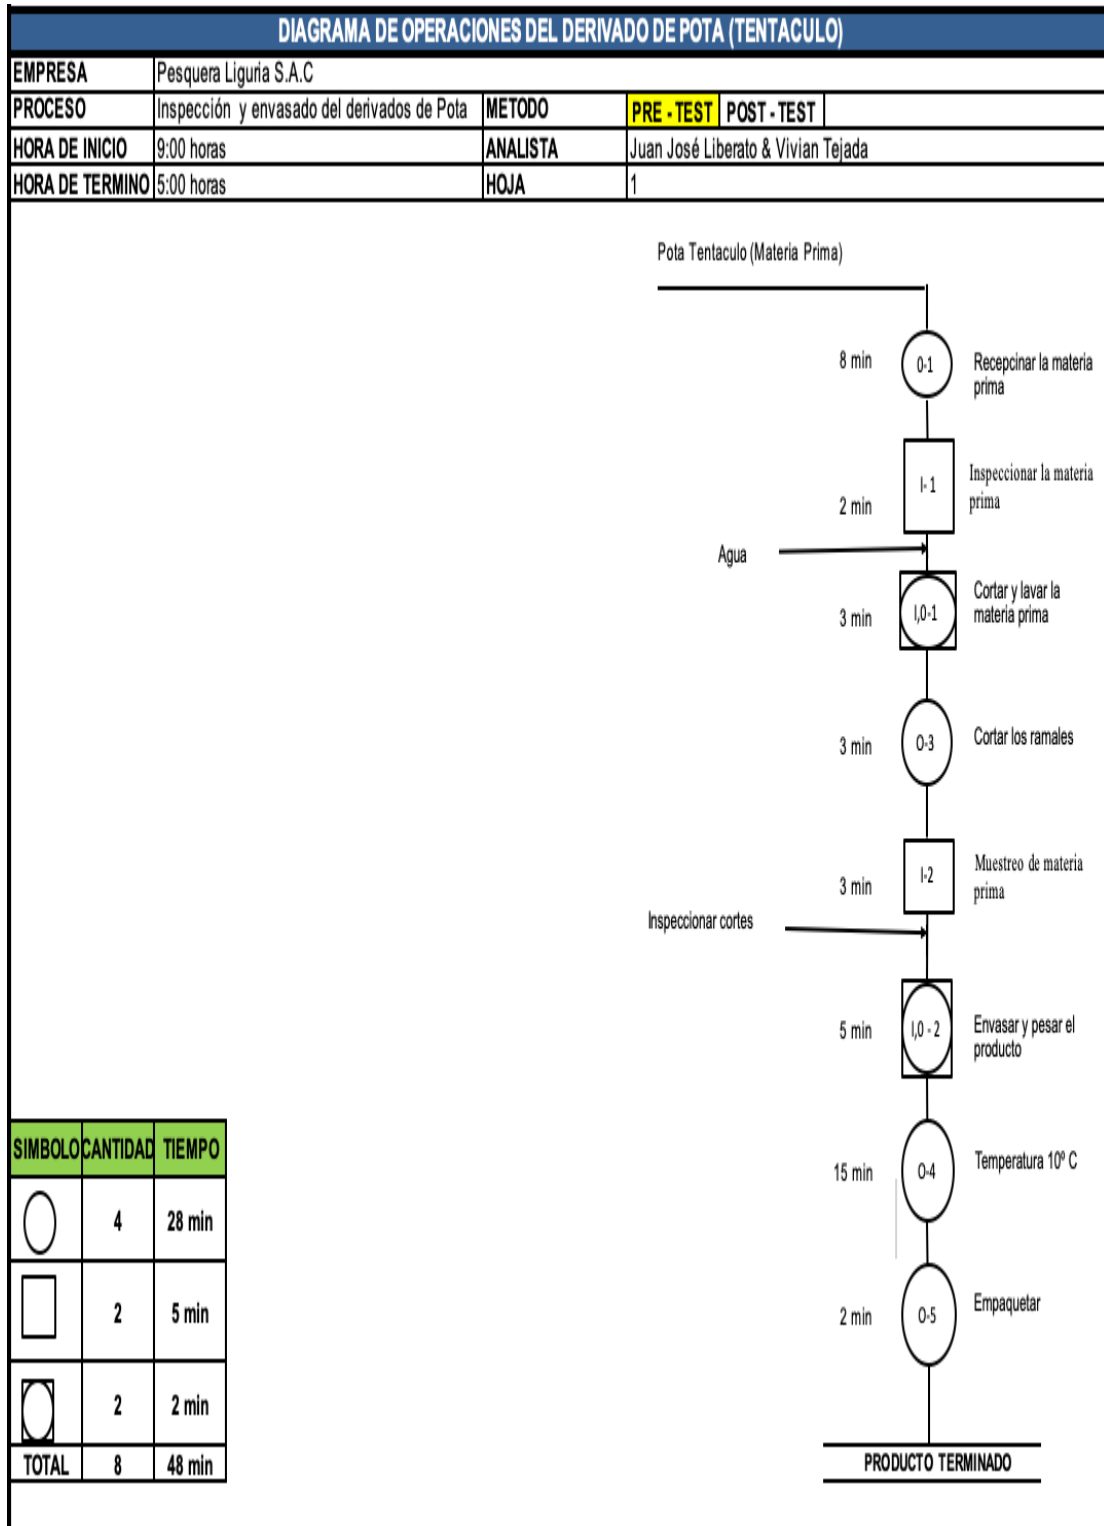 DIAGRAMA DE OPERACIONES DEL DERIVADO DE POTA (TENTACULO)
EMPRESA Pesquera Liguria S.A.C
PROCESO Inspección y envasado del derivados de Pota METODO PRE - TEST POST - TEST
HORA DE INICIO 9:00 horas ANALISTA Juan José Liberato & Vivian Tejada
HORA DE TERMINO 5:00 horas HOJA 1
Pota Tentaculo (Materia Prima)
8 min 0-1 Recepcinar la materia
prima
2 min I- 1 Inspeccionar la materia
prima
Agua
3 min I,0-1 Cortar y lavar la
materia prima
3 min O-3 Cortar los ramales
3 min I-2 Muestreo de materia
prima
Inspeccionar cortes
5 min I,0 - 2 Envasar y pesar el
producto
15 min O-4 Temperatura 10º C
2 min O-5 Empaquetar
PRODUCTO TERMINADO
SIMBOLO CANTIDAD TIEMPO
4 28 min
2 5 min
2 2 min
TOTAL 8 48 min